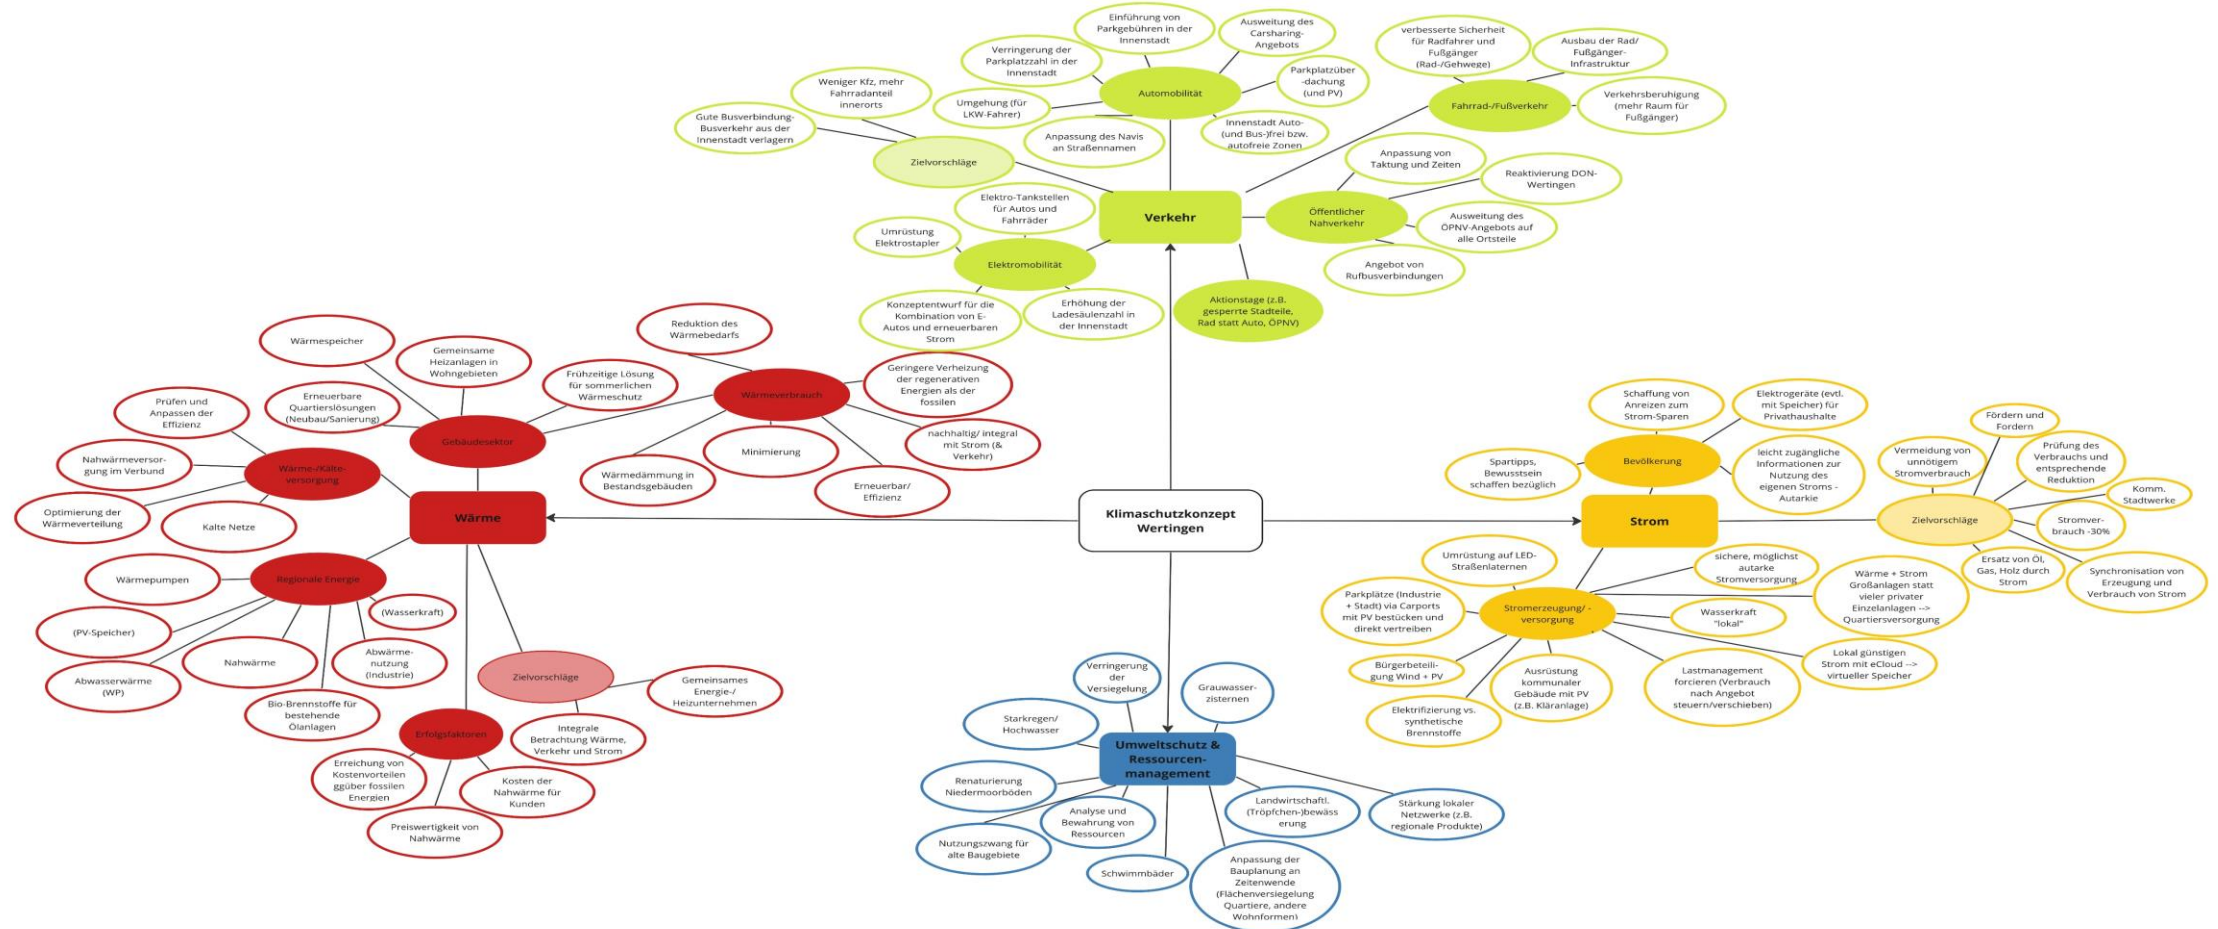 Einführung von
Parkgebühren in der
Innenstadt
Ausweitung des
Carsharing-
Angebots
Verringerung der
Parkplatzzahl in der
Innenstadt
Parkplatzüber
-dachung
(und PV)
Automobilität
Umgehung (für
LKW-Fahrer)
Anpassung des Navis
an Straßennamen
Innenstadt Auto-
(und Bus-)frei bzw.
autofreie Zonen
Weniger Kfz, mehr
Fahrradanteil
innerorts
Gute Busverbindung-
Busverkehr aus der
Innenstadt verlagern
Zielvorschläge
verbesserte Sicherheit
für Radfahrer und
Fußgänger
(Rad-/Gehwege)
Ausbau der Rad/
Fußgänger-
Infrastruktur
Fahrrad-/Fußverkehr
Verkehrsberuhigung
(mehr Raum für
Fußgänger)
Anpassung von
Taktung und Zeiten
Reaktivierung DON-
Wertingen
Öffentlicher
Nahverkehr
Ausweitung des
ÖPNV-Angebots auf
alle Ortsteile
Angebot von
Rufbusverbindungen
Verkehr
Elektro-Tankstellen
für Autos und
Fahrräder
Umrüstung
Elektrostapler
Elektromobilität
Konzeptentwurf für die
Kombination von E-
Autos und erneuerbaren
Strom
Erhöhung der
Ladesäulenzahl in
der Innenstadt
Aktionstage (z.B.
gesperrte Stadteile,
Rad statt Auto, ÖPNV)
Wärmespeicher
Gemeinsame
Heizanlagen in
Wohngebieten
Erneuerbare
Quartierslösungen
(Neubau/Sanierung)
Frühzeitige Lösung
für sommerlichen
Wärmeschutz
Gebäudesektor
Reduktion des
Wärmebedarfs
Wärmeverbrauch
Geringere Verheizung
der regenerativen
Energien als der
fossilen
nachhaltig/ integral
mit Strom (&
Verkehr)
Minimierung
Wärmedämmung in
Bestandsgebäuden
Erneuerbar/
Effizienz
Prüfen und
Anpassen der
Effizienz
Nahwärmeversor-
gung im Verbund
Wärme-/Kälte-
versorgung
Optimierung der
Wärmeverteilung
Kalte Netze
Wärme
Klimaschutzkonzept
Wertingen
Wärmepumpen
Regionale Energie
(Wasserkraft)
(PV-Speicher)
Nahwärme
Abwärme-
nutzung
(Industrie)
Abwasserwärme
(WP)
Bio-Brennstoffe für
bestehende
Ölanlagen
Zielvorschläge
Gemeinsames
Energie-/
Heizunternehmen
Integrale
Betrachtung Wärme,
Verkehr und Strom
Erfolgsfaktoren
Erreichung von
Kostenvorteilen
ggüber fossilen
Energien
Kosten der
Nahwärme für
Kunden
Preiswertigkeit von
Nahwärme
Schaffung von
Anreizen zum
Strom-Sparen
Elektrogeräte (evtl.
mit Speicher) für
Privathaushalte
Bevölkerung
Spartipps,
Bewusstsein
schaffen bezüglich
leicht zugängliche
Informationen zur
Nutzung des
eigenen Stroms -
Autarkie
Strom
Fördern und
Fordern
Vermeidung von
unnötigem
Stromverbrauch
Prüfung des
Verbrauchs und
entsprechende
Reduktion
Komm.
Stadtwerke
Zielvorschläge
Stromver-
brauch -30%
Ersatz von Öl,
Gas, Holz durch
Strom
Synchronisation von
Erzeugung und
Verbrauch von Strom
Umrüstung auf LED-
Straßenlaternen
sichere, möglichst
autarke
Stromversorgung
Wärme + Strom
Großanlagen statt
vieler privater
Einzelanlagen -->
Quartiersversorgung
Parkplätze (Industrie
+ Stadt) via Carports
mit PV bestücken und
direkt vertreiben
Stromerzeugung/ -
versorgung
Wasserkraft
"lokal"
Lokal günstigen
Strom mit eCloud -->
virtueller Speicher
Bürgerbeteili-
gung Wind + PV
Ausrüstung
kommunaler
Gebäude mit PV
(z.B. Kläranlage)
Lastmanagement
forcieren (Verbrauch
nach Angebot
steuern/verschieben)
Elektrifizierung vs.
synthetische
Brennstoffe
Verringerung
der
Versiegelung
Grauwasser-
zisternen
Starkregen/
Hochwasser
Umweltschutz &
Ressourcen-
management
Renaturierung
Niedermoorböden
Analyse und
Bewahrung von
Ressourcen
Landwirtschaftl.
(Tröpfchen-)bewäss
erung
Stärkung lokaler
Netzwerke (z.B.
regionale Produkte)
Nutzungszwang für
alte Baugebiete
Schwimmbäder
Anpassung der
Bauplanung an
Zeitenwende
(Flächenversiegelung
Quartiere, andere
Wohnformen)